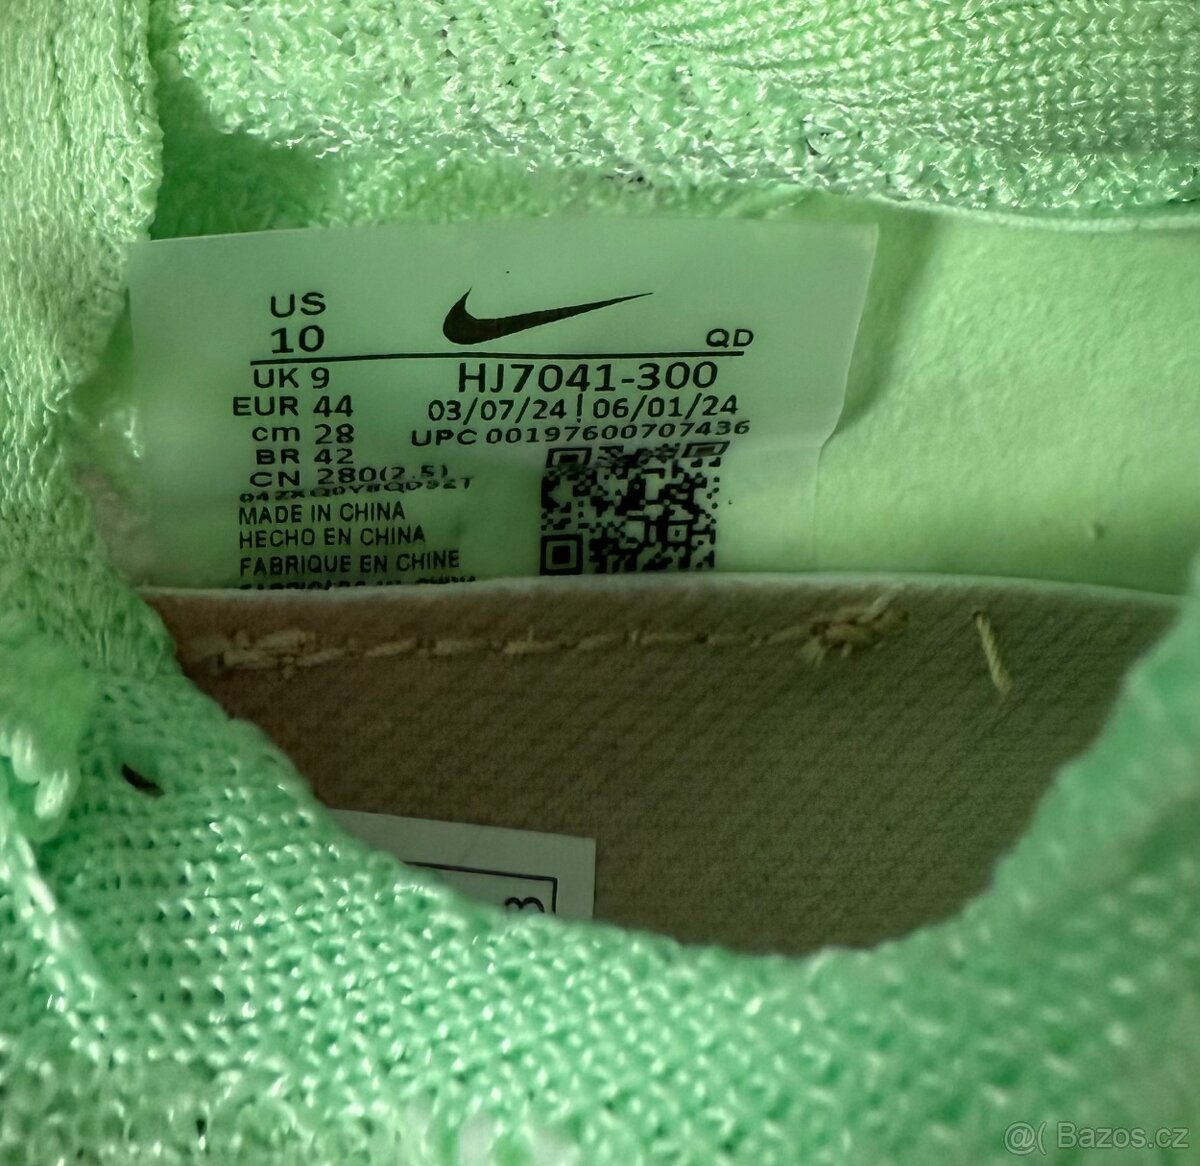 US
10
QD
UK 9
HJ7041-300
EUR 44
03/07/24 | 06/01/24
cm 28
UPC 00197600707436
BR 42
CN 280(2.5)
MADE IN CHINA
HECHO EN CHINA
FABRIQUE EN CHINE
3
@( Bazos.cz